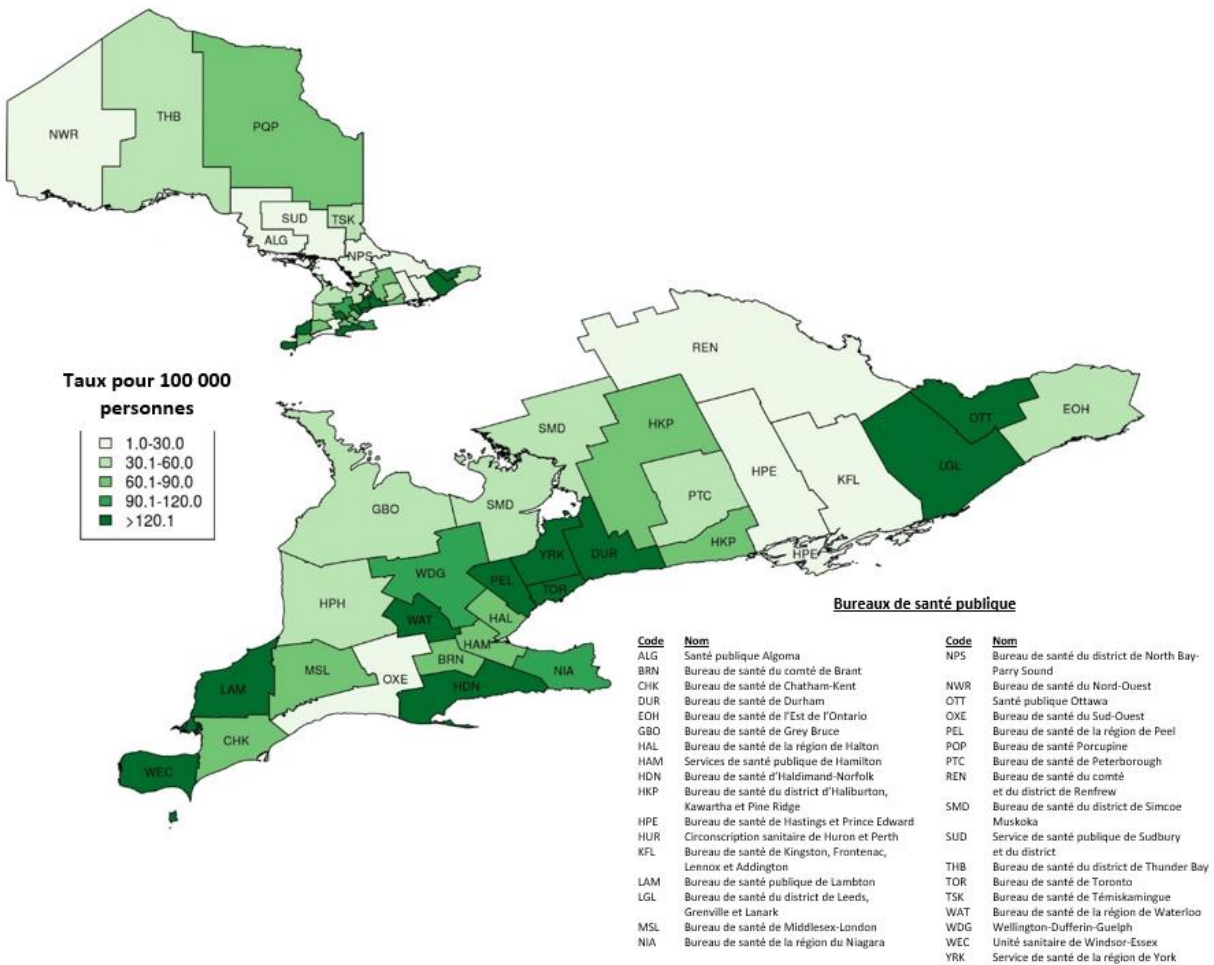 NWR
THB
PQP
SUD
TSK
ALG
NPS
Taux pour 100 000
personnes
1.0-30.0
30.1-60.0
60.1-90.0
90.1-120.0
>120.1
REN
SMD
HKP
OTT
EOH
HPE
KFL
LGL
GBO
SMD
PTC
YRK
DUR
HKP
HPE
WDG
PEL
TOR
HPH
WAT
HAL
HAM
MSL
BRN
OXE
NIA
LAM
HDN
CHK
WEC
Bureaux de santé publique
Code Nom
ALG Santé publique Algoma
BRN Bureau de santé du comté de Brant
CHK Bureau de santé de Chatham-Kent
DUR Bureau de santé de Durham
EOH Bureau de santé de l'Est de l'Ontario
GBO Bureau de santé de Grey Bruce
HAL Bureau de santé de la région de Halton
HAM Services de santé publique de Hamilton
HDN Bureau de santé d'Haldimand-Norfolk
HKP Bureau de santé du district d'Haliburton,
Kawartha et Pine Ridge
HPE Bureau de santé de Hastings et Prince Edward
HUR Circonscription sanitaire de Huron et Perth
KFL Bureau de santé de Kingston, Frontenac,
Lennox et Addington
LAM Bureau de santé publique de Lambton
LGL Bureau de santé du district de Leeds,
Grenville et Lanark
MSL Bureau de santé de Middlesex-London
NIA Bureau de santé de la région du Niagara
Code Nom
NPS Bureau de santé du district de North Bay-
Parry Sound
NWR Bureau de santé du Nord-Ouest
OTT Santé publique Ottawa
OXE Bureau de santé du Sud-Ouest
PEL Bureau de santé de la région de Peel
POP Bureau de santé Porcupine
PTC Bureau de santé de Peterborough
REN Bureau de santé du comté
et du district de Renfrew
SMD Bureau de santé du district de Simcoe
Muskoka
SUD Service de santé publique de Sudbury
et du district
THB Bureau de santé du district de Thunder Bay
TOR Bureau de santé de Toronto
TSK Bureau de santé de Témiskamingue
WAT Bureau de santé de la région de Waterloo
WDG Wellington-Dufferin-Guelph
WEC Unité sanitaire de Windsor-Essex
YRK Service de santé de la région de York